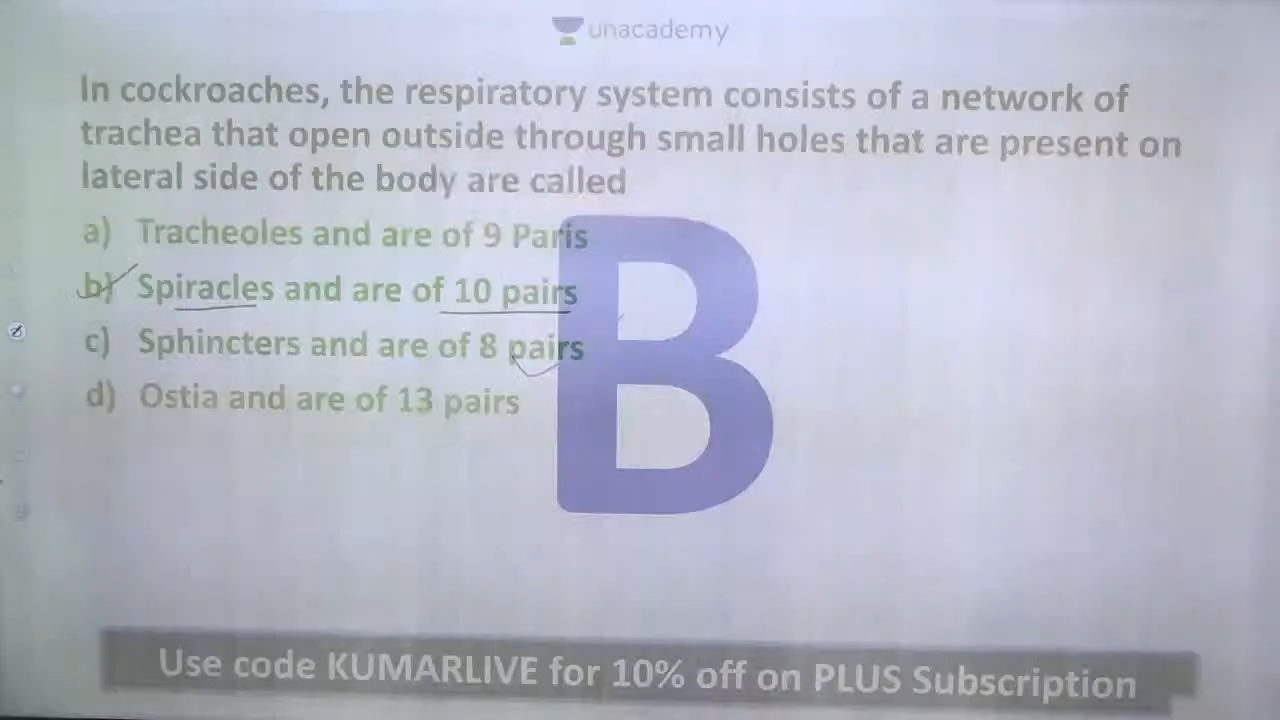 unacademy
In cockroaches, the respiratory system consists of a network of
trachea that open outside through small holes that are present on
lateral side of the body are called
a) Tracheoles and are of 9 Paris
b) Spiracles and are of 10 pairs
c) Sphincters and are of 8 pairs
d) Ostia and are of 13 pairs
B
Use code KUMARLIVE for 10% off on PLUS Subscription